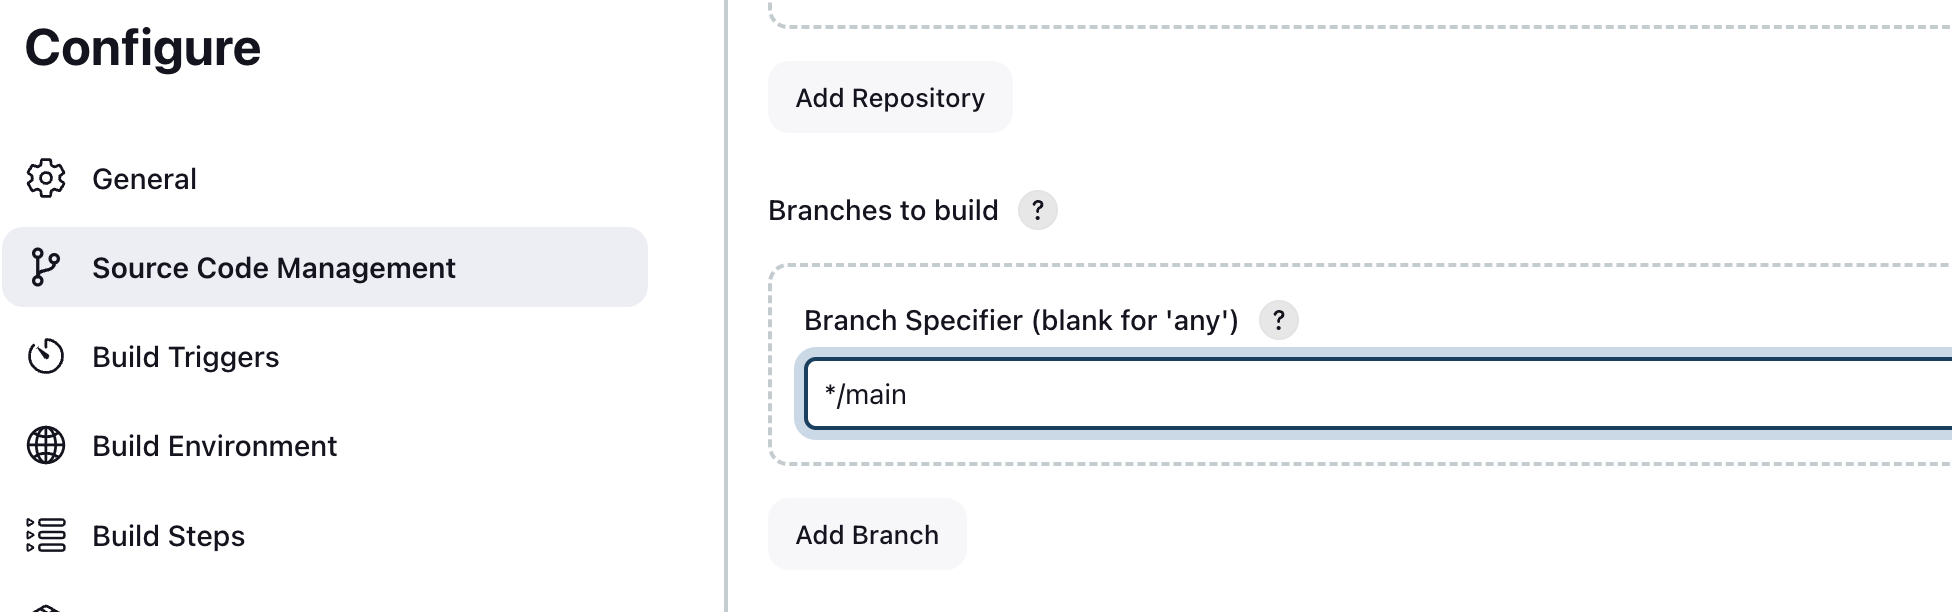 Configure
General
Source Code Management
Build Triggers
Build Environment
Build Steps
Add Repository
Branches to build ?
Branch Specifier (blank for 'any') ?
*/main
Add Branch